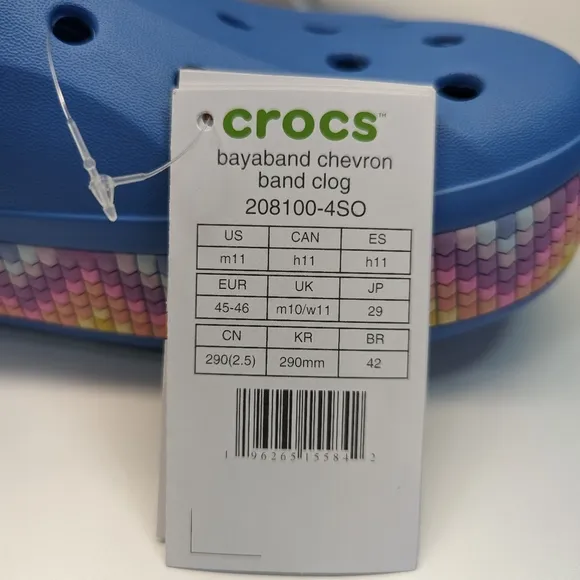 crocs™
bayaband chevron
band clog
208100-4SO
US CAN ES
m11 h11 h11
EUR UK JP
45-46 m10/w11 29
CN KR BR
290(2.5) 290mm 42
1 96265 15584 2